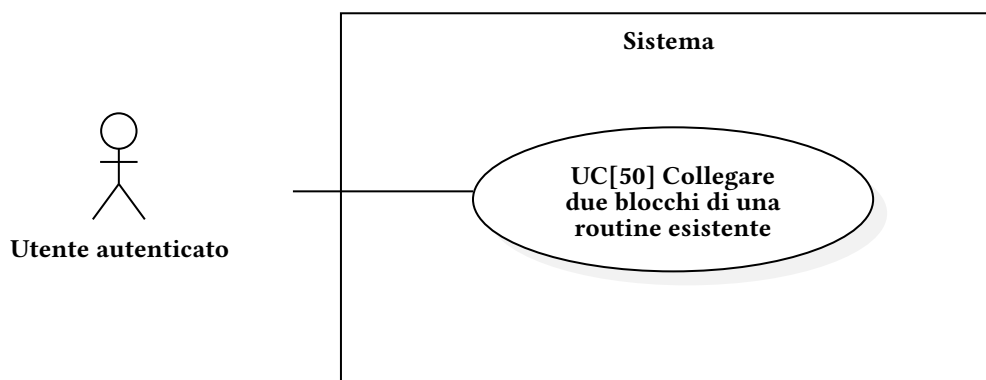 Sistema
UC[50] Collegare
due blocchi di una
routine esistente
Utente autenticato